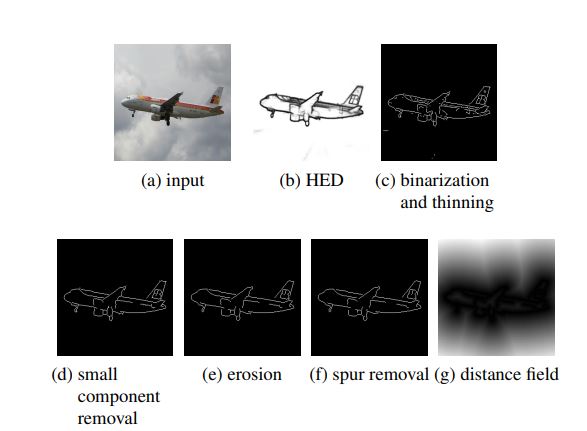 (a) input
(b) HED
(c) binarization
and thinning
(d) small
component
removal
(e) erosion
(f) spur removal
(g) distance field